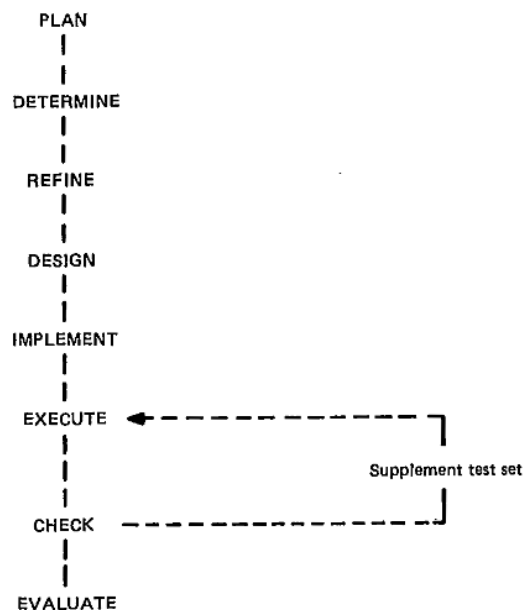 PLAN
DETERMINE
REFINE
DESIGN
IMPLEMENT
EXECUTE
Supplement test set
CHECK
EVALUATE